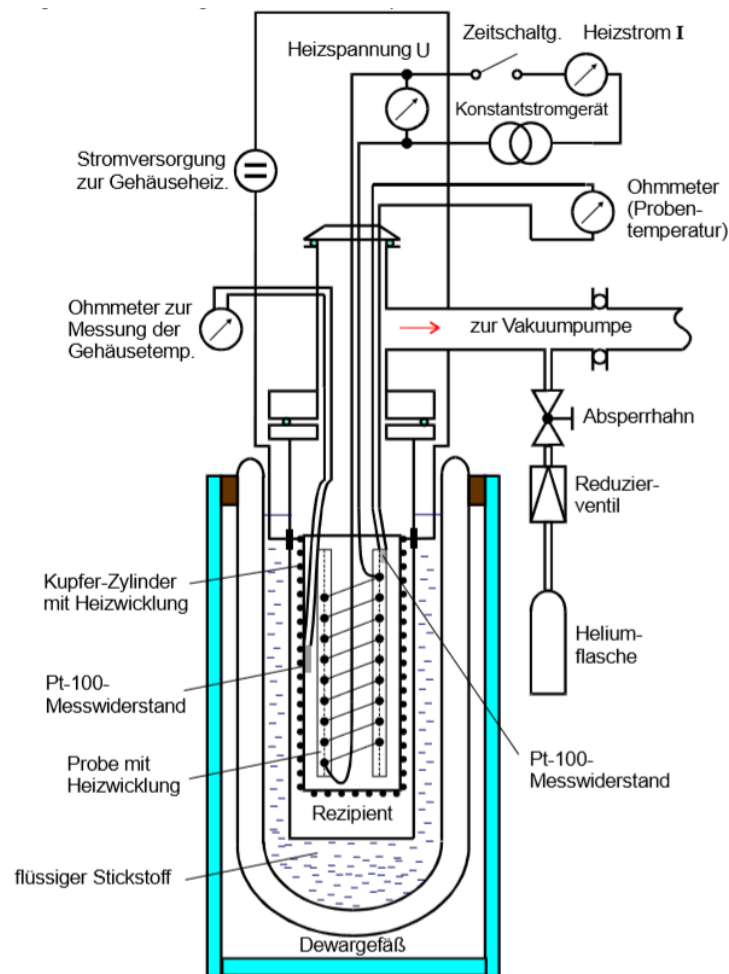 Heizspannung U
Zeitschaltg.
Heizstrom I
Konstantstromgerät
Stromversorgung
zur Gehäuseheiz.
Ohmmeter
(Proben-
temperatur)
Ohmmeter zur
Messung der
Gehäusetemp.
zur Vakuumpumpe
Absperrhahn
Reduzier-
ventil
Kupfer-Zylinder
mit Heizwicklung
Helium-
flasche
Pt-100-
Messwiderstand
Probe mit
Heizwicklung
Pt-100-
Messwiderstand
Rezipient
flüssiger Stickstoff
Dewargefäß